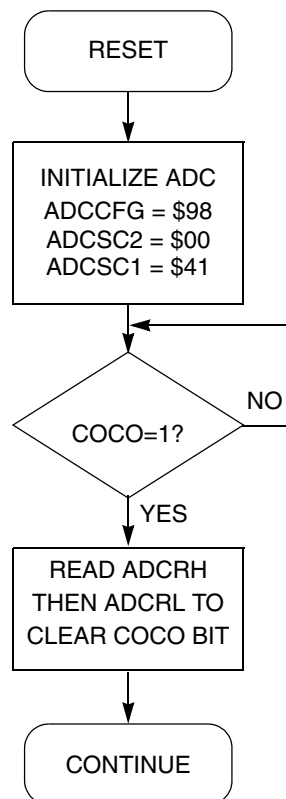 RESET
INITIALIZE ADC
ADCCFG = $98
ADCSC2 = $00
ADCSC1 = $41
COCO=1?
NO
YES
READ ADCRH
THEN ADCRL TO
CLEAR COCO BIT
CONTINUE